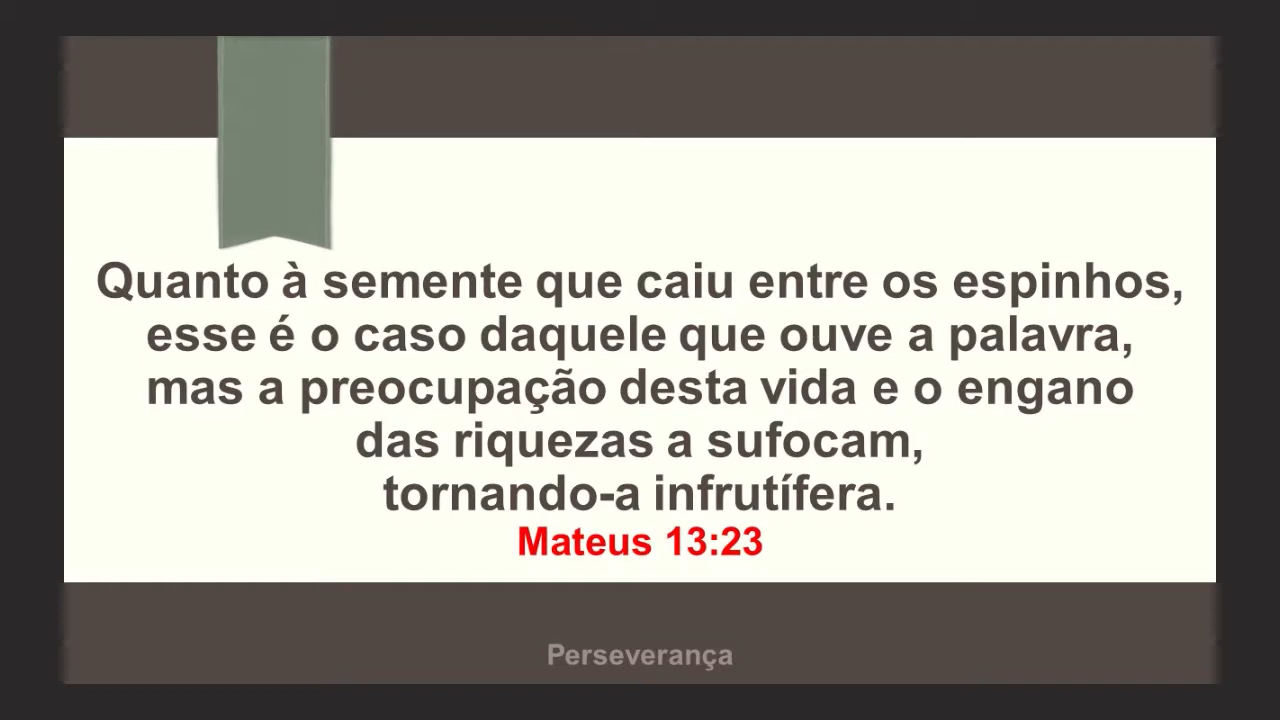 Quanto à semente que caiu entre os espinhos,
esse é o caso daquele que ouve a palavra,
mas a preocupação desta vida e o engano
das riquezas a sufocam,
tornando-a infrutífera.
Mateus 13:23
Perseverança